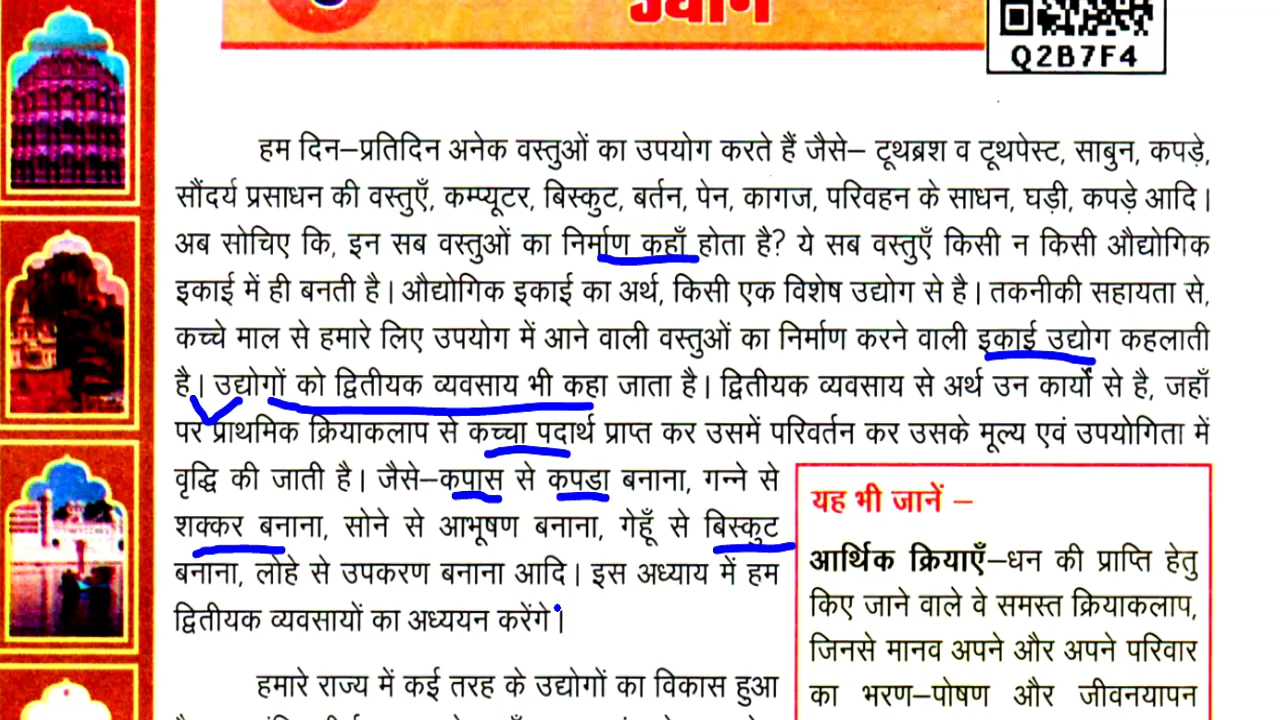 उद्योग
Q2B7F4
हम दिन–प्रतिदिन अनेक वस्तुओं का उपयोग करते हैं जैसे– टूथब्रश व टूथपेस्ट, साबुन, कपड़े,
सौंदर्य प्रसाधन की वस्तुएँ, कम्प्यूटर, बिस्कुट, बर्तन, पेन, कागज, परिवहन के साधन, घड़ी, कपड़े आदि।
अब सोचिए कि, इन सब वस्तुओं का निर्माण कहाँ होता है? ये सब वस्तुएँ किसी न किसी औद्योगिक
इकाई में ही बनती है। औद्योगिक इकाई का अर्थ, किसी एक विशेष उद्योग से है। तकनीकी सहायता से,
कच्चे माल से हमारे लिए उपयोग में आने वाली वस्तुओं का निर्माण करने वाली इकाई उद्योग कहलाती
है। उद्योगों को द्वितीयक व्यवसाय भी कहा जाता है। द्वितीयक व्यवसाय से अर्थ उन कार्यों से है, जहाँ
पर प्राथमिक क्रियाकलाप से कच्चा पदार्थ प्राप्त कर उसमें परिवर्तन कर उसके मूल्य एवं उपयोगिता में
वृद्धि की जाती है। जैसे–कपास से कपडा बनाना, गन्ने से
शक्कर बनाना, सोने से आभूषण बनाना, गेहूँ से बिस्कुट
बनाना, लोहे से उपकरण बनाना आदि। इस अध्याय में हम
द्वितीयक व्यवसायों का अध्ययन करेंगे।
हमारे राज्य में कई तरह के उद्योगों का विकास हुआ
यह भी जानें –
आर्थिक क्रियाएँ–धन की प्राप्ति हेतु
किए जाने वाले वे समस्त क्रियाकलाप,
जिनसे मानव अपने और अपने परिवार
का भरण–पोषण और जीवनयापन